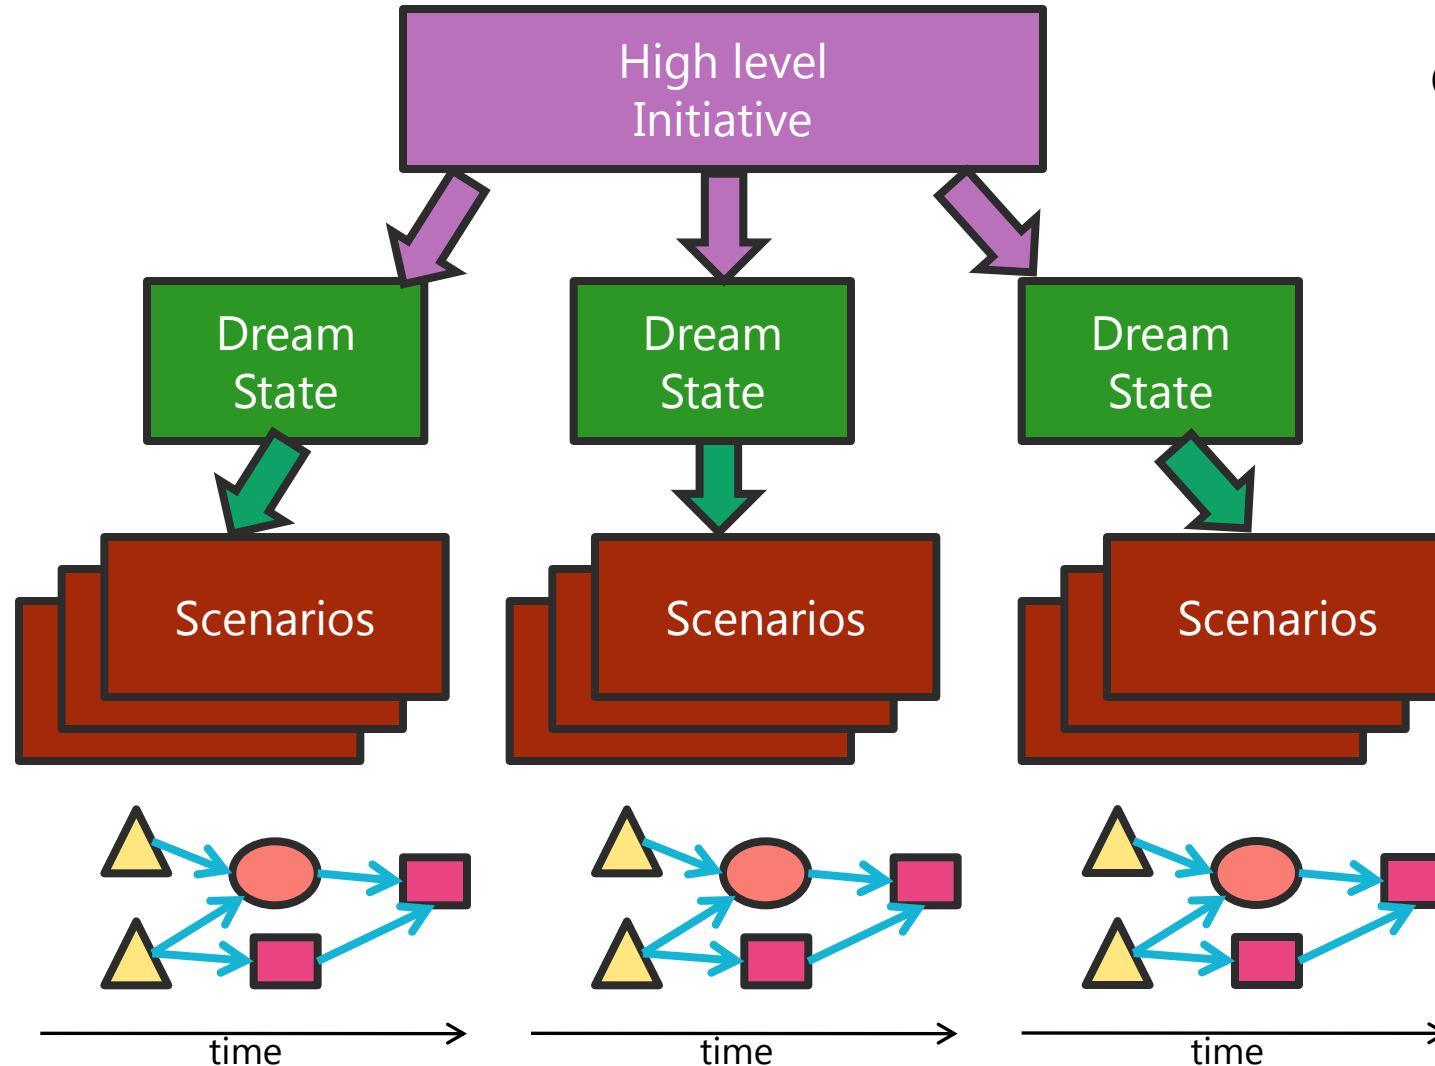 High level
Initiative
Dream
State
Dream
State
Dream
State
Scenarios
Scenarios
Scenarios
time
time
time